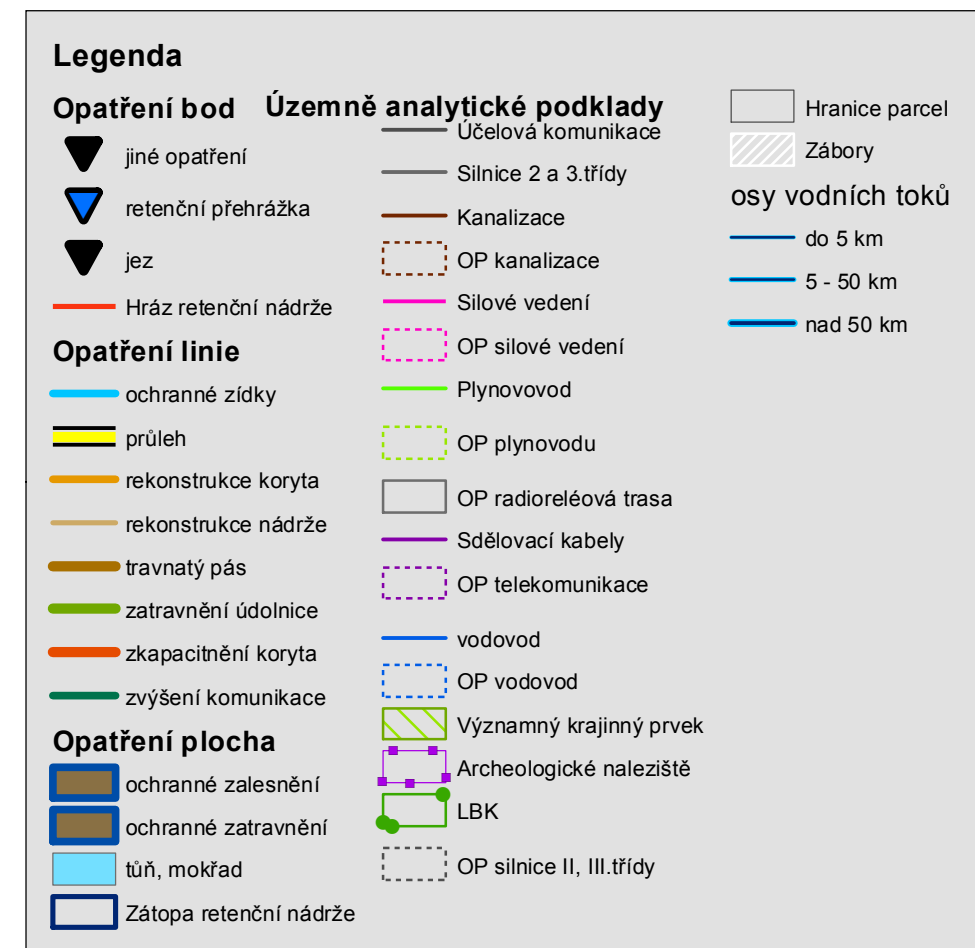 Legenda
Opatření bod
jiné opatření
retenční přehrážka
jez
Hráz retenční nádrže
Opatření linie
ochranné zídky
průleh
rekonstrukce koryta
rekonstrukce nádrže
travnatý pás
zatravnění údolnice
zkapacitnění koryta
zvýšení komunikace
Opatření plocha
ochranné zalesnění
ochranné zatravnění
tůň, mokřad
Zátopa retenční nádrže
Územně analytické podklady
Účelová komunikace
Silnice 2 a 3.třídy
Kanalizace
OP kanalizace
Silové vedení
OP silové vedení
Plynovovod
OP plynovodu
OP radioreléová trasa
Sdělovací kabely
OP telekomunikace
vodovod
OP vodovod
Významný krajinný prvek
Archeologické naleziště
LBK
OP silnice II, III.třídy
Hranice parcel
Zábory
osy vodních toků
do 5 km
5 - 50 km
nad 50 km